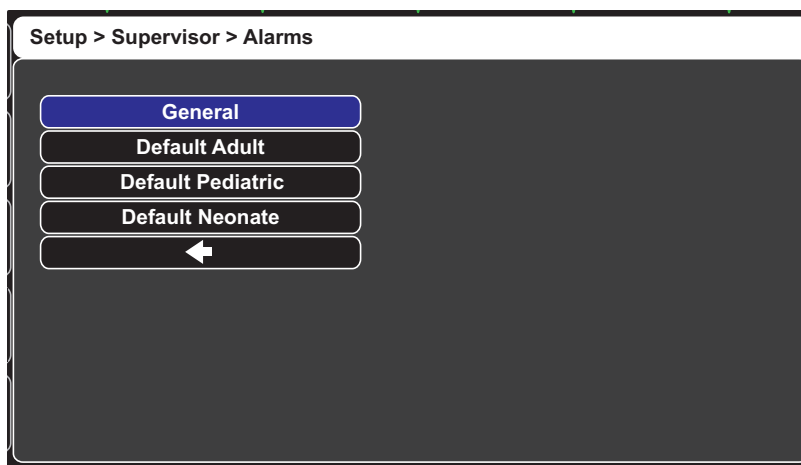 Setup > Supervisor > Alarms
General
Default Adult
Default Pediatric
Default Neonate